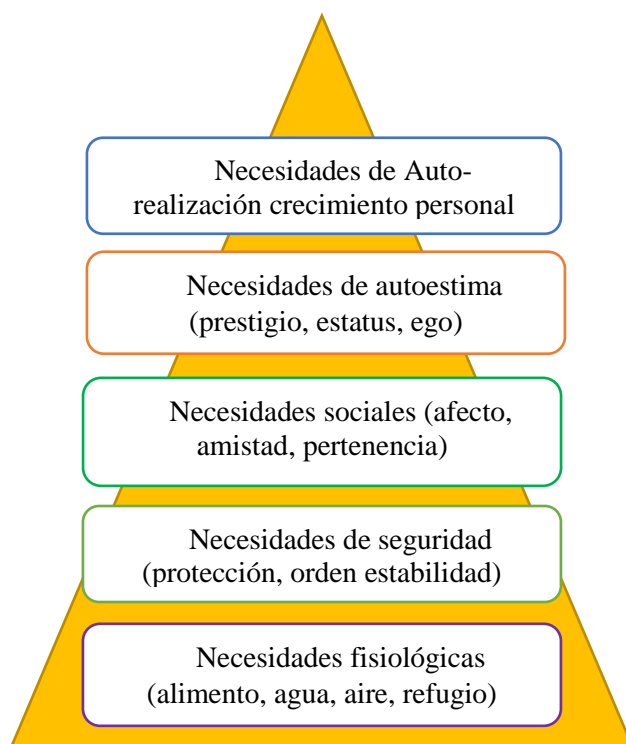 Necesidades de Auto-
realización crecimiento personal
Necesidades de autoestima
(prestigio, estatus, ego)
Necesidades sociales (afecto,
amistad, pertenencia)
Necesidades de seguridad
(protección, orden estabilidad)
Necesidades fisiológicas
(alimento, agua, aire, refugio)